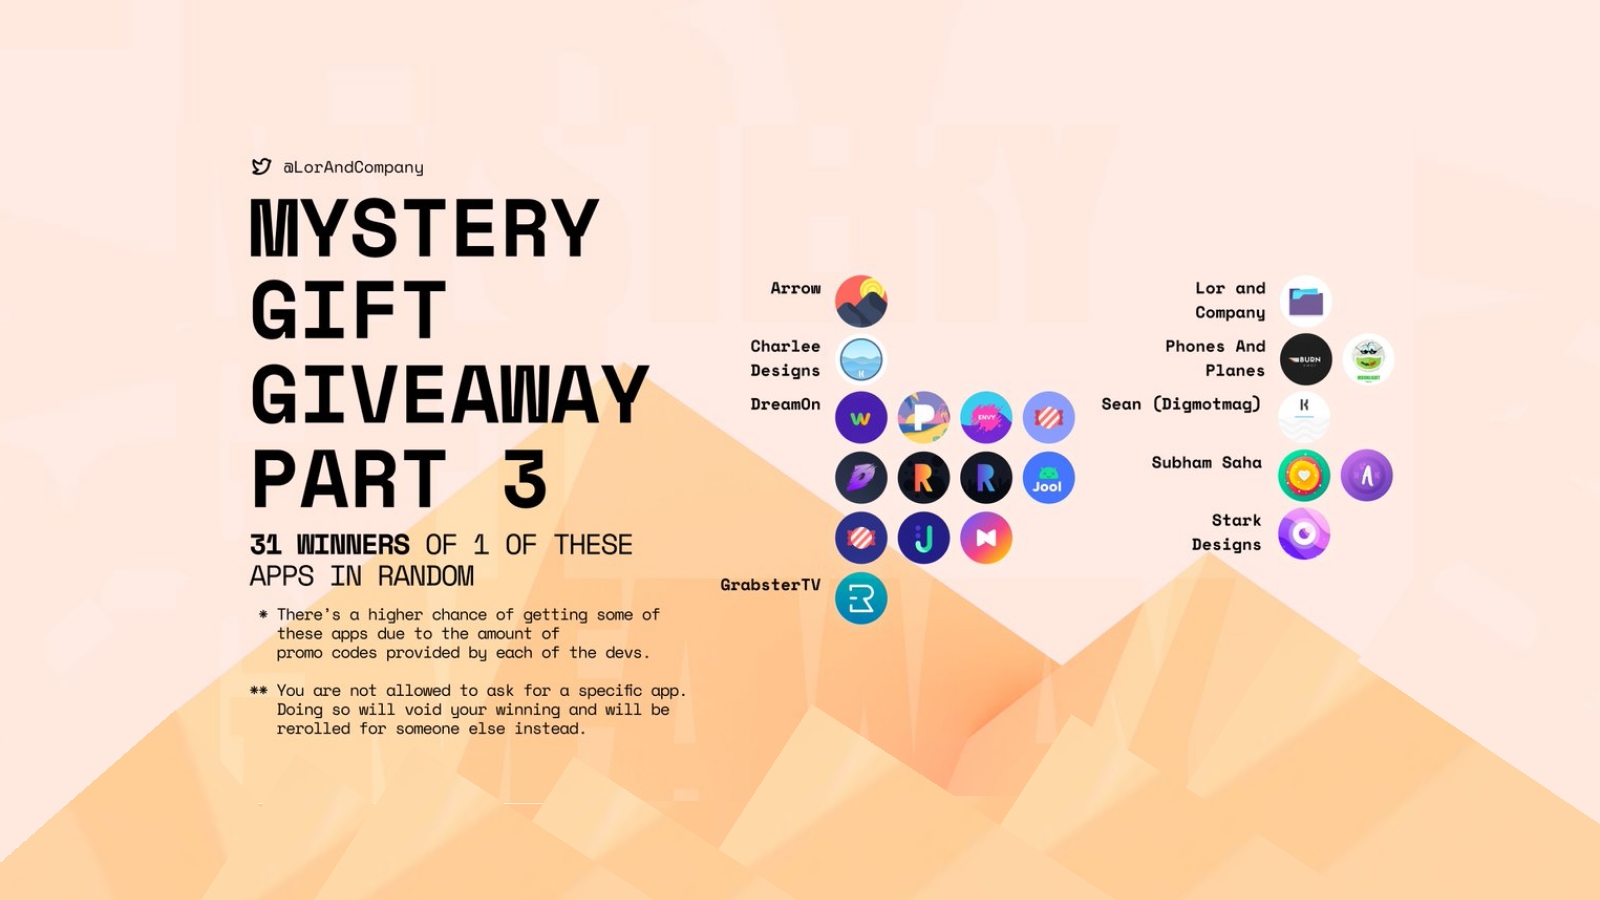 @LorAndCompany
MYSTERY
GIFT
GIVEAWAY
PART 3
31 WINNERS OF 1 OF THESE
APPS IN RANDOM
* There's a higher chance of getting some of
these apps due to the amount of
promo codes provided by each of the devs.
** You are not allowed to ask for a specific app.
Doing so will void your winning and will be
rerolled for someone else instead.
Arrow
Charlee
Designs
K
DreamOn
W
P
ENVY
D
R
R
Jool
J
GrabsterTV
R
Lor and
Company
Phones And
Planes
BURN
MOONLIGHT
Sean (Digmotmag)
K
Subham Saha
A
Stark
Designs